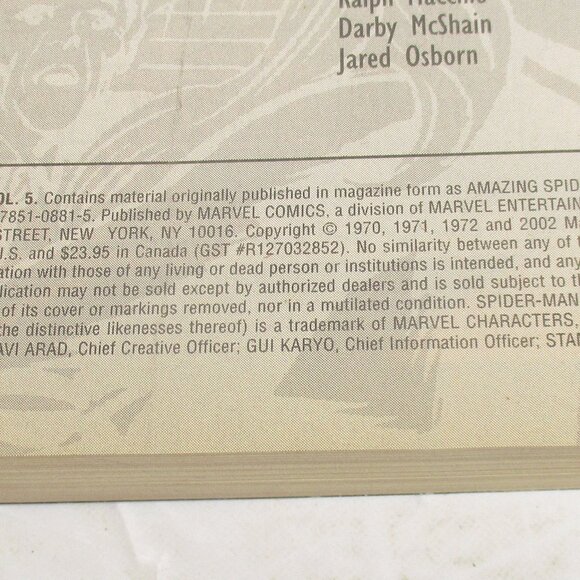 Ralph Macchio
Darby McShain
Jared Osborn
OL. 5. Contains material originally published in magazine form as AMAZING SPID
7851-0881-5. Published by MARVEL COMICS, a division of MARVEL ENTERTAIN
STREET, NEW YORK, NY 10016. Copyright © 1970, 1971, 1972 and 2002 M
U.S. and $23.95 in Canada (GST #R127032852). No similarity between any of t
ation with those of any living or dead person or institutions is intended, and any
lication may not be sold except by authorized dealers and is sold subject to th
of its cover or markings removed, nor in a mutilated condition. SPIDER-MAN
the distinctive likenesses thereof) is a trademark of MARVEL CHARACTERS,
AVI ARAD, Chief Creative Officer; GUI KARYO, Chief Information Officer; STAN